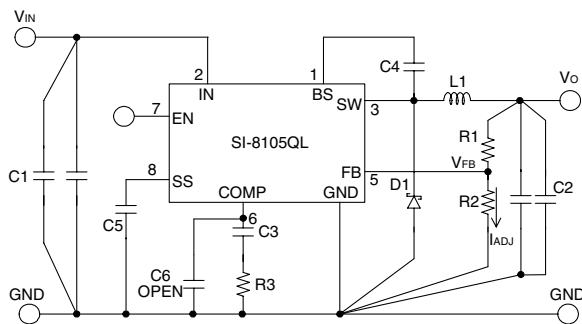 VIN
2
1
C4
L1
VO
IN
BS
SW
3
7
EN
SI-8105QL
R1
C1
8
SS
FB
5
VFB
D1
COMP
GND
R2
C2
C5
6
C3
IADJ
C6
OPEN
R3
GND
GND